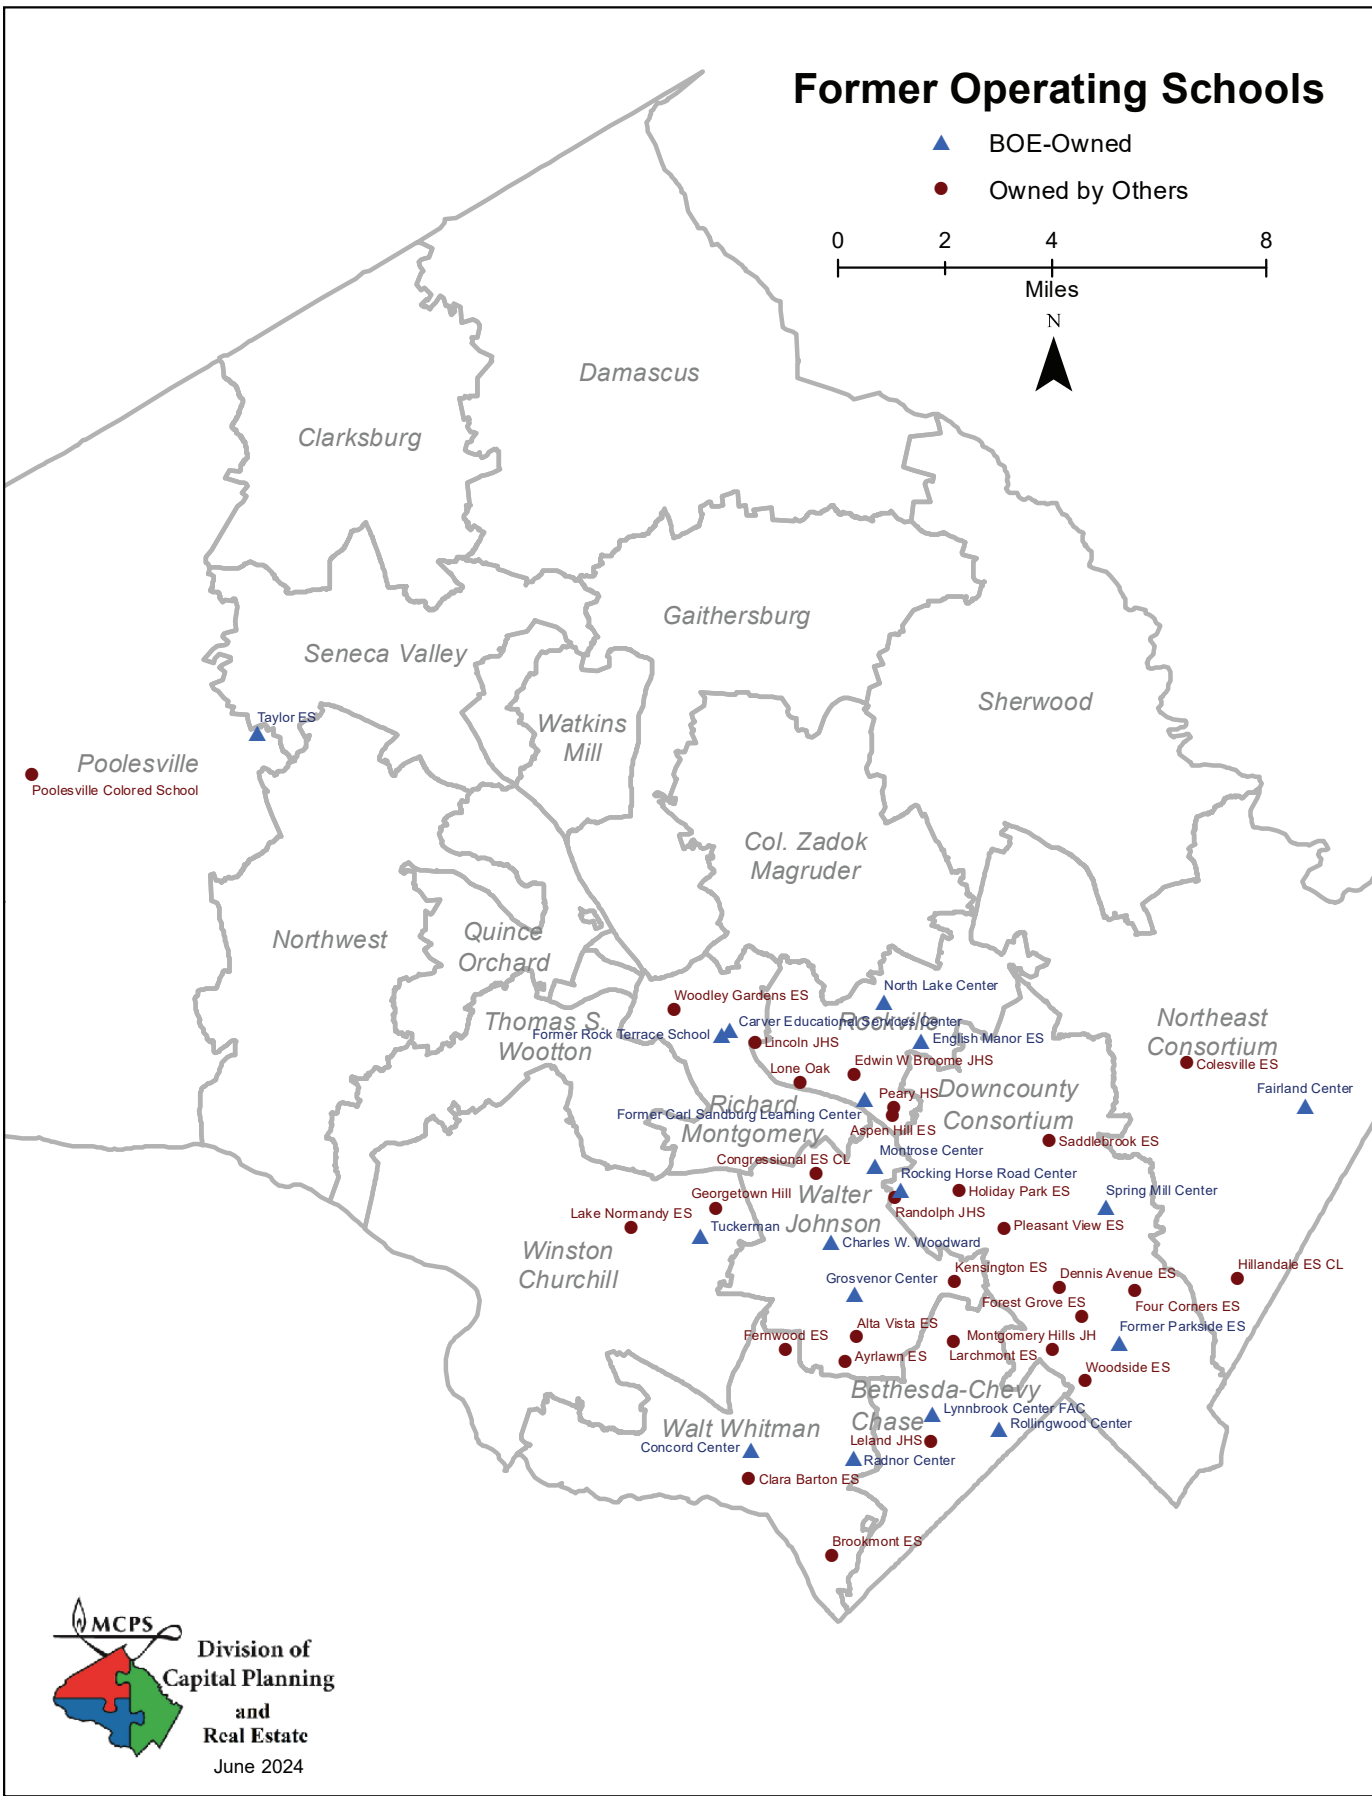 Former Operating Schools
BOE-Owned
Owned by Others
0 2 4 8
Miles
N
Damascus
Clarksburg
Gaithersburg
Seneca Valley
Sherwood
Taylor ES
Watkins
Mill
Poolesville
Poolesville Colored School
Col. Zadok
Magruder
Northwest
Quince
Orchard
North Lake Center
Woodley Gardens ES
Thomas S.
Wootton
Former Rock Terrace School
Carver Educational Services Center
Rockville
English Manor ES
Lincoln JHS
Northeast
Consortium
Colesville ES
Lone Oak
Edwin W Broome JHS
Fairland Center
Peary HS
Downcounty
Consortium
Richard
Montgomery
Former Carl Sandburg Learning Center
Aspen Hill ES
Saddlebrook ES
Montrose Center
Congressional ES CL
Rocking Horse Road Center
Holiday Park ES
Spring Mill Center
Georgetown Hill
Walter
Johnson
Randolph JHS
Lake Normandy ES
Tuckerman
Pleasant View ES
Charles W. Woodward
Winston
Churchill
Kensington ES
Dennis Avenue ES
Hillandale ES CL
Grosvenor Center
Forest Grove ES
Four Corners ES
Alta Vista ES
Former Parkside ES
Fernwood ES
Montgomery Hills JH
Ayrlawn ES
Larchmont ES
Woodside ES
Bethesda-Chevy
Chase
Lynnbrook Center FAC
Rollingwood Center
Walt Whitman
Leland JHS
Concord Center
Radnor Center
Clara Barton ES
Brookmont ES
MCPS
Division of
Capital Planning
and
Real Estate
June 2024